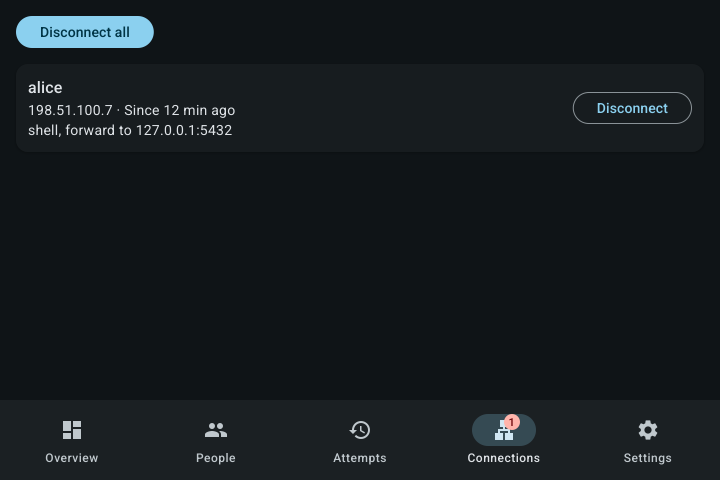 Disconnect all
alice
198.51.100.7 · Since 12 min ago
shell, forward to 127.0.0.1:5432
Disconnect
1
Overview
People
Attempts
Connections
Settings